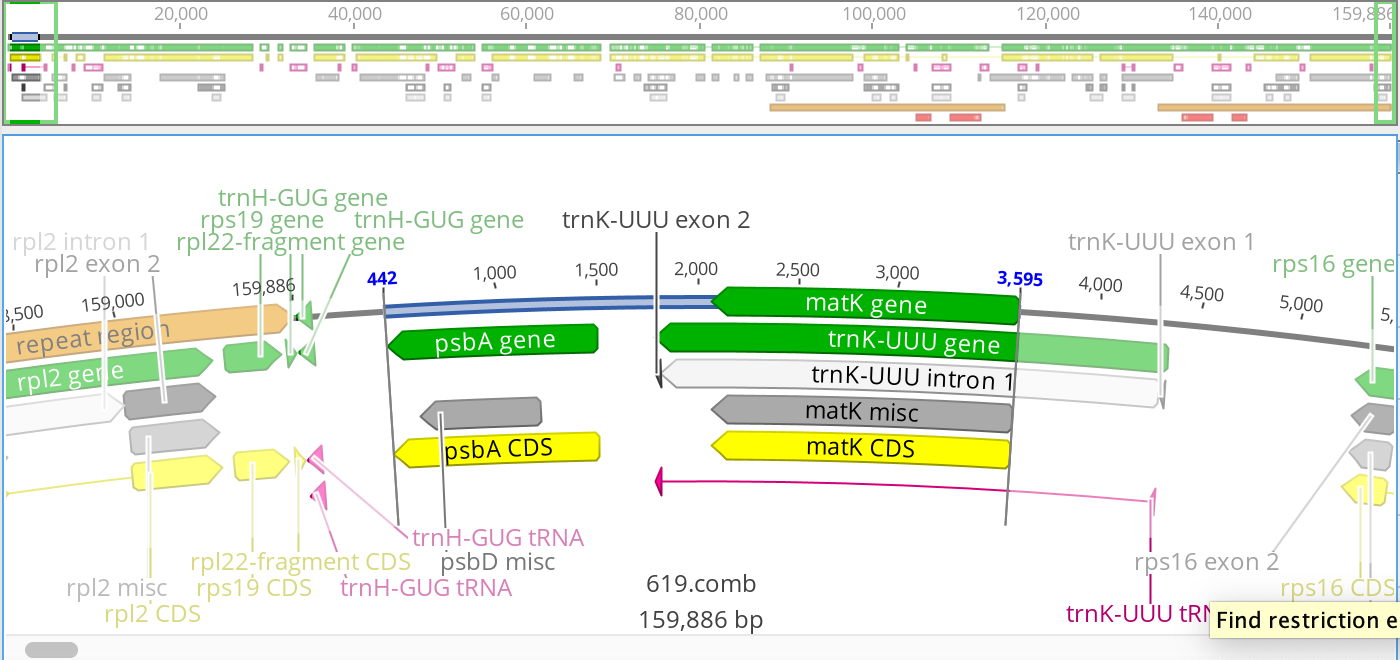 20,000 40,000 60,000 80,000 100,000 120,000 140,000 159,886
trnH-GUG gene
rps19 gene trnH-GUG gene trnK-UUU exon 2
rpl2 intron 1 rpl22-fragment gene trnK-UUU exon 1
rpl2 exon 2 rps16 gene
3,500 159,000 159,886 442 1,000 1,500 2,000 2,500 3,000 3,595 4,000 4,500 5,000 5,
repeat region matK gene
rpl2 gene psbA gene trnK-UUU gene
trnK-UUU intron 1
matK misc
psbA CDS matK CDS
trnH-GUG tRNA
rpl22-fragment CDS psbD misc rps16 exon 2
rpl2 misc rps19 CDS trnH-GUG tRNA 619.comb rps16 CDS
rpl2 CDS 159,886 bp trnK-UUU tRN
Find restriction e